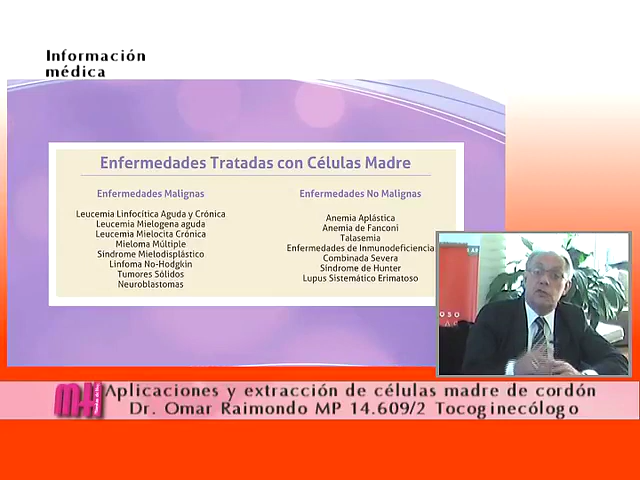 Información
médica
Enfermedades Tratadas con Células Madre
Enfermedades Malignas
Leucemia Linfocítica Aguda y Crónica
Leucemia Mielogena aguda
Leucemia Mielocita Crónica
Mieloma Múltiple
Síndrome Mielodisplástico
Linfoma No-Hodgkin
Tumores Sólidos
Neuroblastomas
Enfermedades No Malignas
Anemia Aplástica
Anemia de Fanconi
Talasemia
Enfermedades de Inmunodeficiencia
Combinada Severa
Síndrome de Hunter
Lupus Sistemático Erimatoso
Aplicaciones y extracción de células madre de cordón
Dr. Omar Raimondo MP 14.609/2 Tocoginecólogo